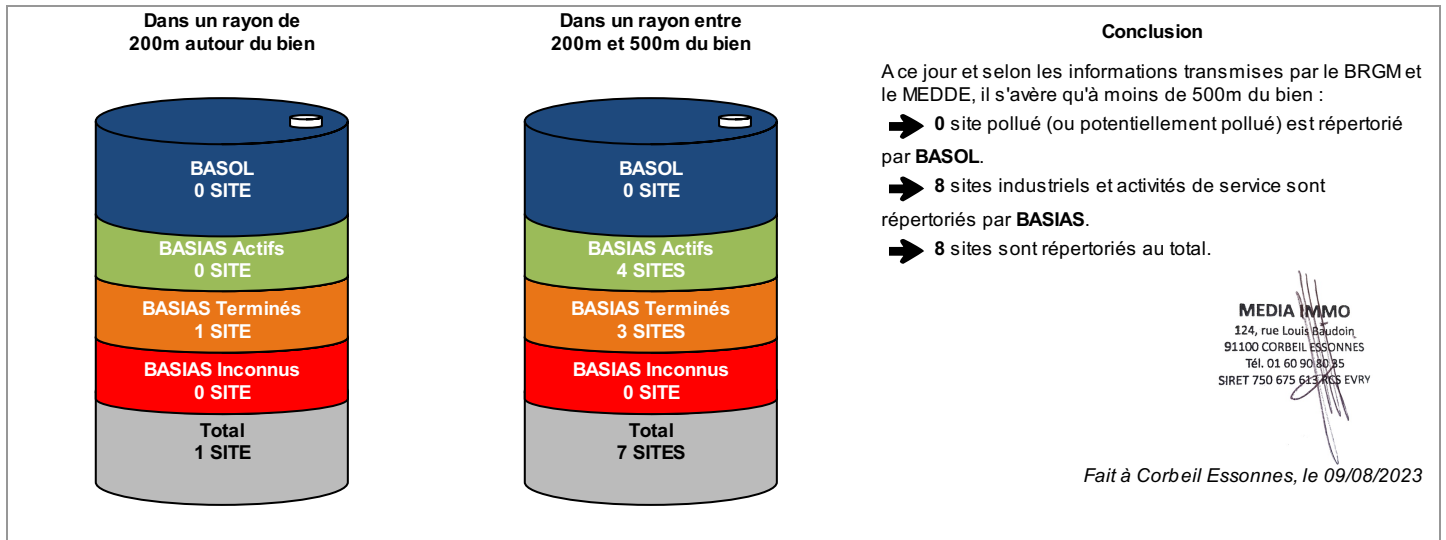 Dans un rayon de
200m autour du bien
BASOL
0 SITE
BASIAS Actifs
0 SITE
BASIAS Terminés
1 SITE
BASIAS Inconnus
0 SITE
Total
1 SITE
Dans un rayon entre
200m et 500m du bien
BASOL
0 SITE
BASIAS Actifs
4 SITES
BASIAS Terminés
3 SITES
BASIAS Inconnus
0 SITE
Total
7 SITES
Conclusion
A ce jour et selon les informations transmises par le BRGM et
le MEDDE, il s'avère qu'à moins de 500m du bien :
0 site pollué (ou potentiellement pollué) est répertorié
par BASOL.
8 sites industriels et activités de service sont
répertoriés par BASIAS.
8 sites sont répertoriés au total.
MEDIA IMMO
124, rue Louis Baudoin
91100 CORBEIL ESSONNES
Tél. 01 60 90 80 85
SIRET 750 675 613 RCS EVRY
Fait à Corbeil Essonnes, le 09/08/2023